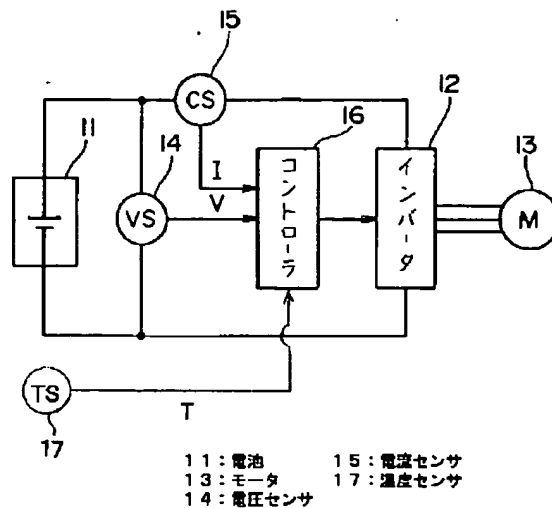 15
CS
12
16
11
14
I
13
V
VS
コントローラ
インバータ
M
TS
T
17
11：電池 15：電流センサ
13：モータ 17：温度センサ
14：電圧センサ